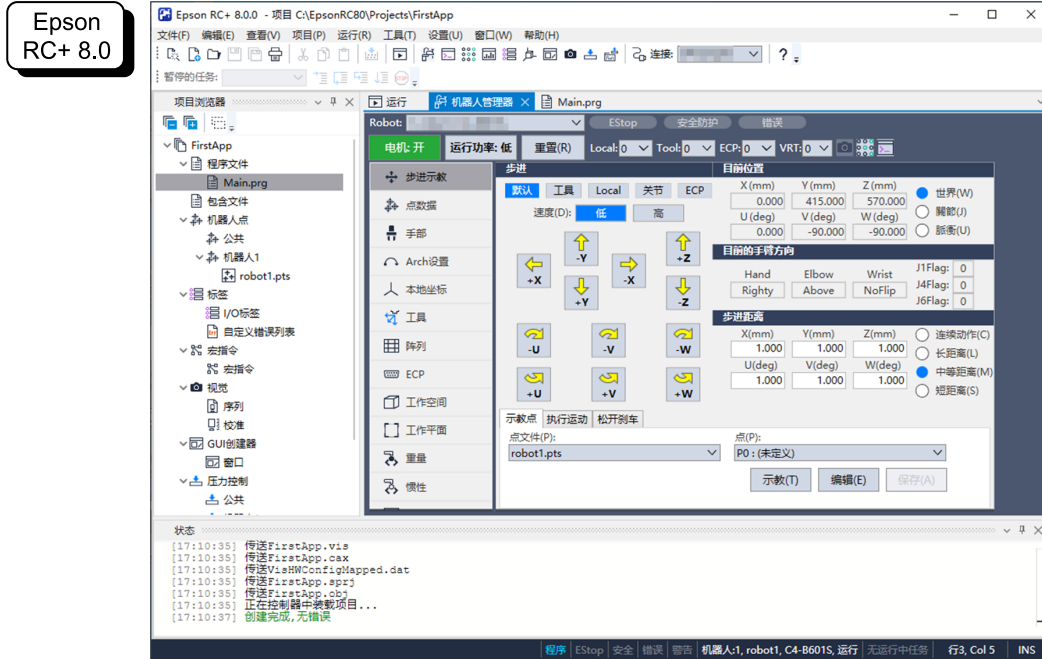 Epson
RC+ 8.0
Epson RC+ 8.0.0 - 项目 C:\EpsonRC80\Projects\FirstApp
文件(F) 编辑(E) 查看(V) 项目(P) 运行(R) 工具(T) 设置(U) 窗口(W) 帮助(H)
连接:
?
暂停的任务:
项目浏览器
FirstApp
程序文件
Main.prg
包含文件
机器人点
公共
机器人1
robot1.pts
标签
I/O标签
自定义错误列表
宏指令
宏指令
视觉
序列
校准
GUI创建器
窗口
压力控制
公共
运行 机器人管理器 Main.prg
Robot: EStop 安全防护 错误
电机: 开 运行功率: 低 重置(R) Local: 0 Tool: 0 ECP: 0 VRT: 0
步进示教
点数据
手部
Arch设置
本地坐标
工具
阵列
ECP
工作空间
工作平面
重量
惯性
步进
默认 工具 Local 关节 ECP
速度(D): 低 高
-Y +Z
+X -X
+Y -Z
-U -V -W
+U +V +W
目前位置
X (mm) Y (mm) Z (mm)
0.000 415.000 570.000
U (deg) V (deg) W (deg)
0.000 -90.000 -90.000
世界(W)
關節(J)
脈衝(U)
目前的手臂方向
Hand Elbow Wrist
Righty Above NoFlip
J1Flag: 0
J4Flag: 0
J6Flag: 0
步进距离
X(mm) Y(mm) Z(mm)
1.000 1.000 1.000
U(deg) V(deg) W(deg)
1.000 1.000 1.000
连续动作(C)
长距离(L)
中等距离(M)
短距离(S)
示教点 执行运动 松开刹车
点文件(P): 点(P):
robot1.pts P0 : (未定义)
示教(T) 编辑(E) 保存(A)
状态
[17:10:35] 传送FirstApp.vis
[17:10:35] 传送FirstApp.cax
[17:10:35] 传送VisHWConfigMapped.dat
[17:10:35] 传送FirstApp.sprj
[17:10:35] 传送FirstApp.obj
[17:10:35] 正在控制器中装载项目...
[17:10:37] 创建完成,无错误
程序 EStop 安全 错误 警告 机器人:1, robot1, C4-B601S, 运行 无运行中任务 行3, Col 5 INS